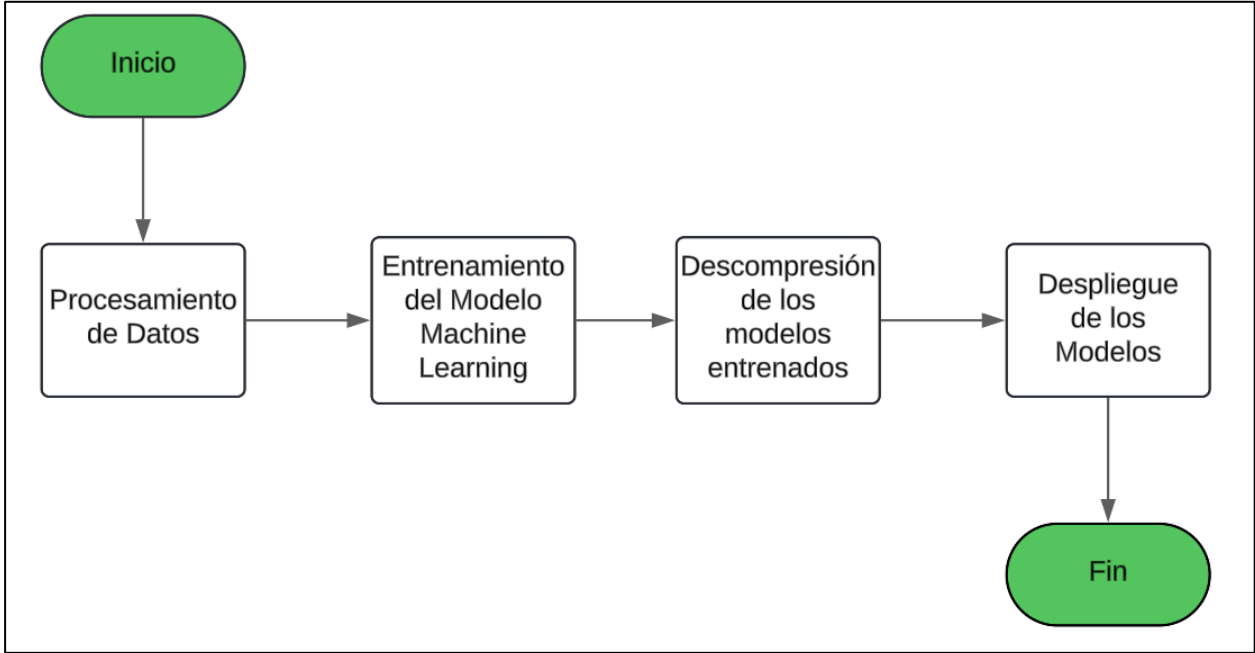 Inicio
Procesamiento
de Datos
Entrenamiento
del Modelo
Machine
Learning
Descompresión
de los
modelos
entrenados
Despliegue
de los
Modelos
Fin